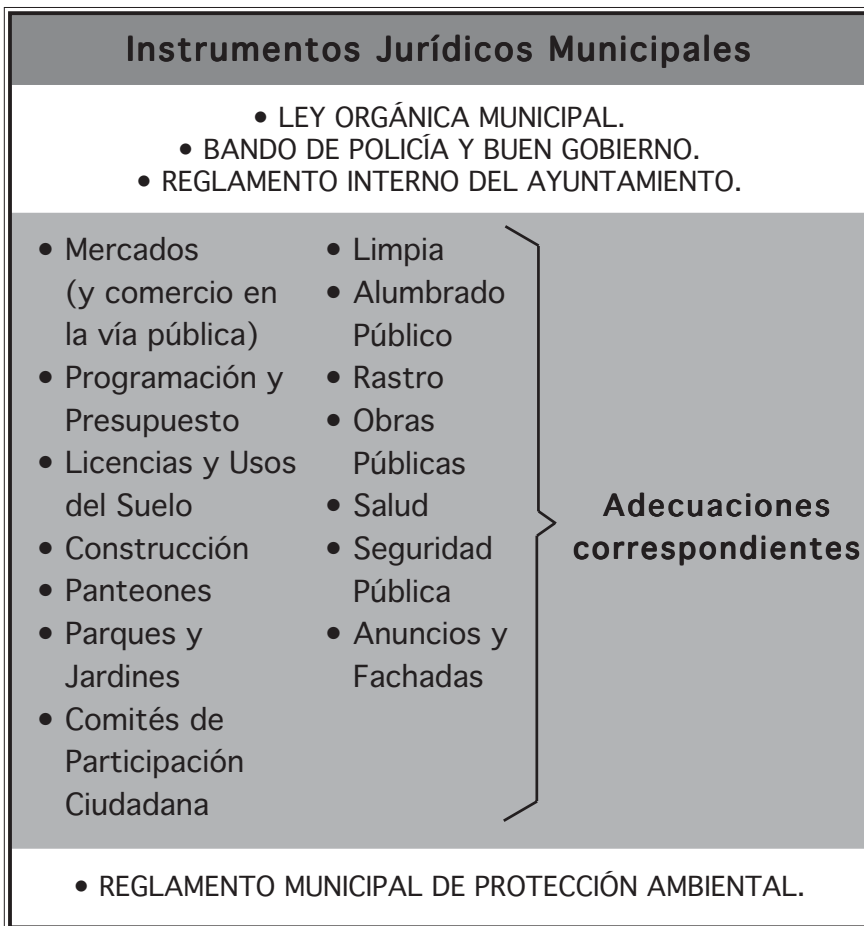 Instrumentos Jurídicos Municipales
• LEY ORGÁNICA MUNICIPAL.
• BANDO DE POLICÍA Y BUEN GOBIERNO.
• REGLAMENTO INTERNO DEL AYUNTAMIENTO.
• Mercados
(y comercio en
la vía pública)
• Programación y
Presupuesto
• Licencias y Usos
del Suelo
• Construcción
• Panteones
• Parques y
Jardines
• Comités de
Participación
Ciudadana
• Limpia
• Alumbrado
Público
• Rastro
• Obras
Públicas
• Salud
• Seguridad
Pública
• Anuncios y
Fachadas
Adecuaciones
correspondientes
• REGLAMENTO MUNICIPAL DE PROTECCIÓN AMBIENTAL.